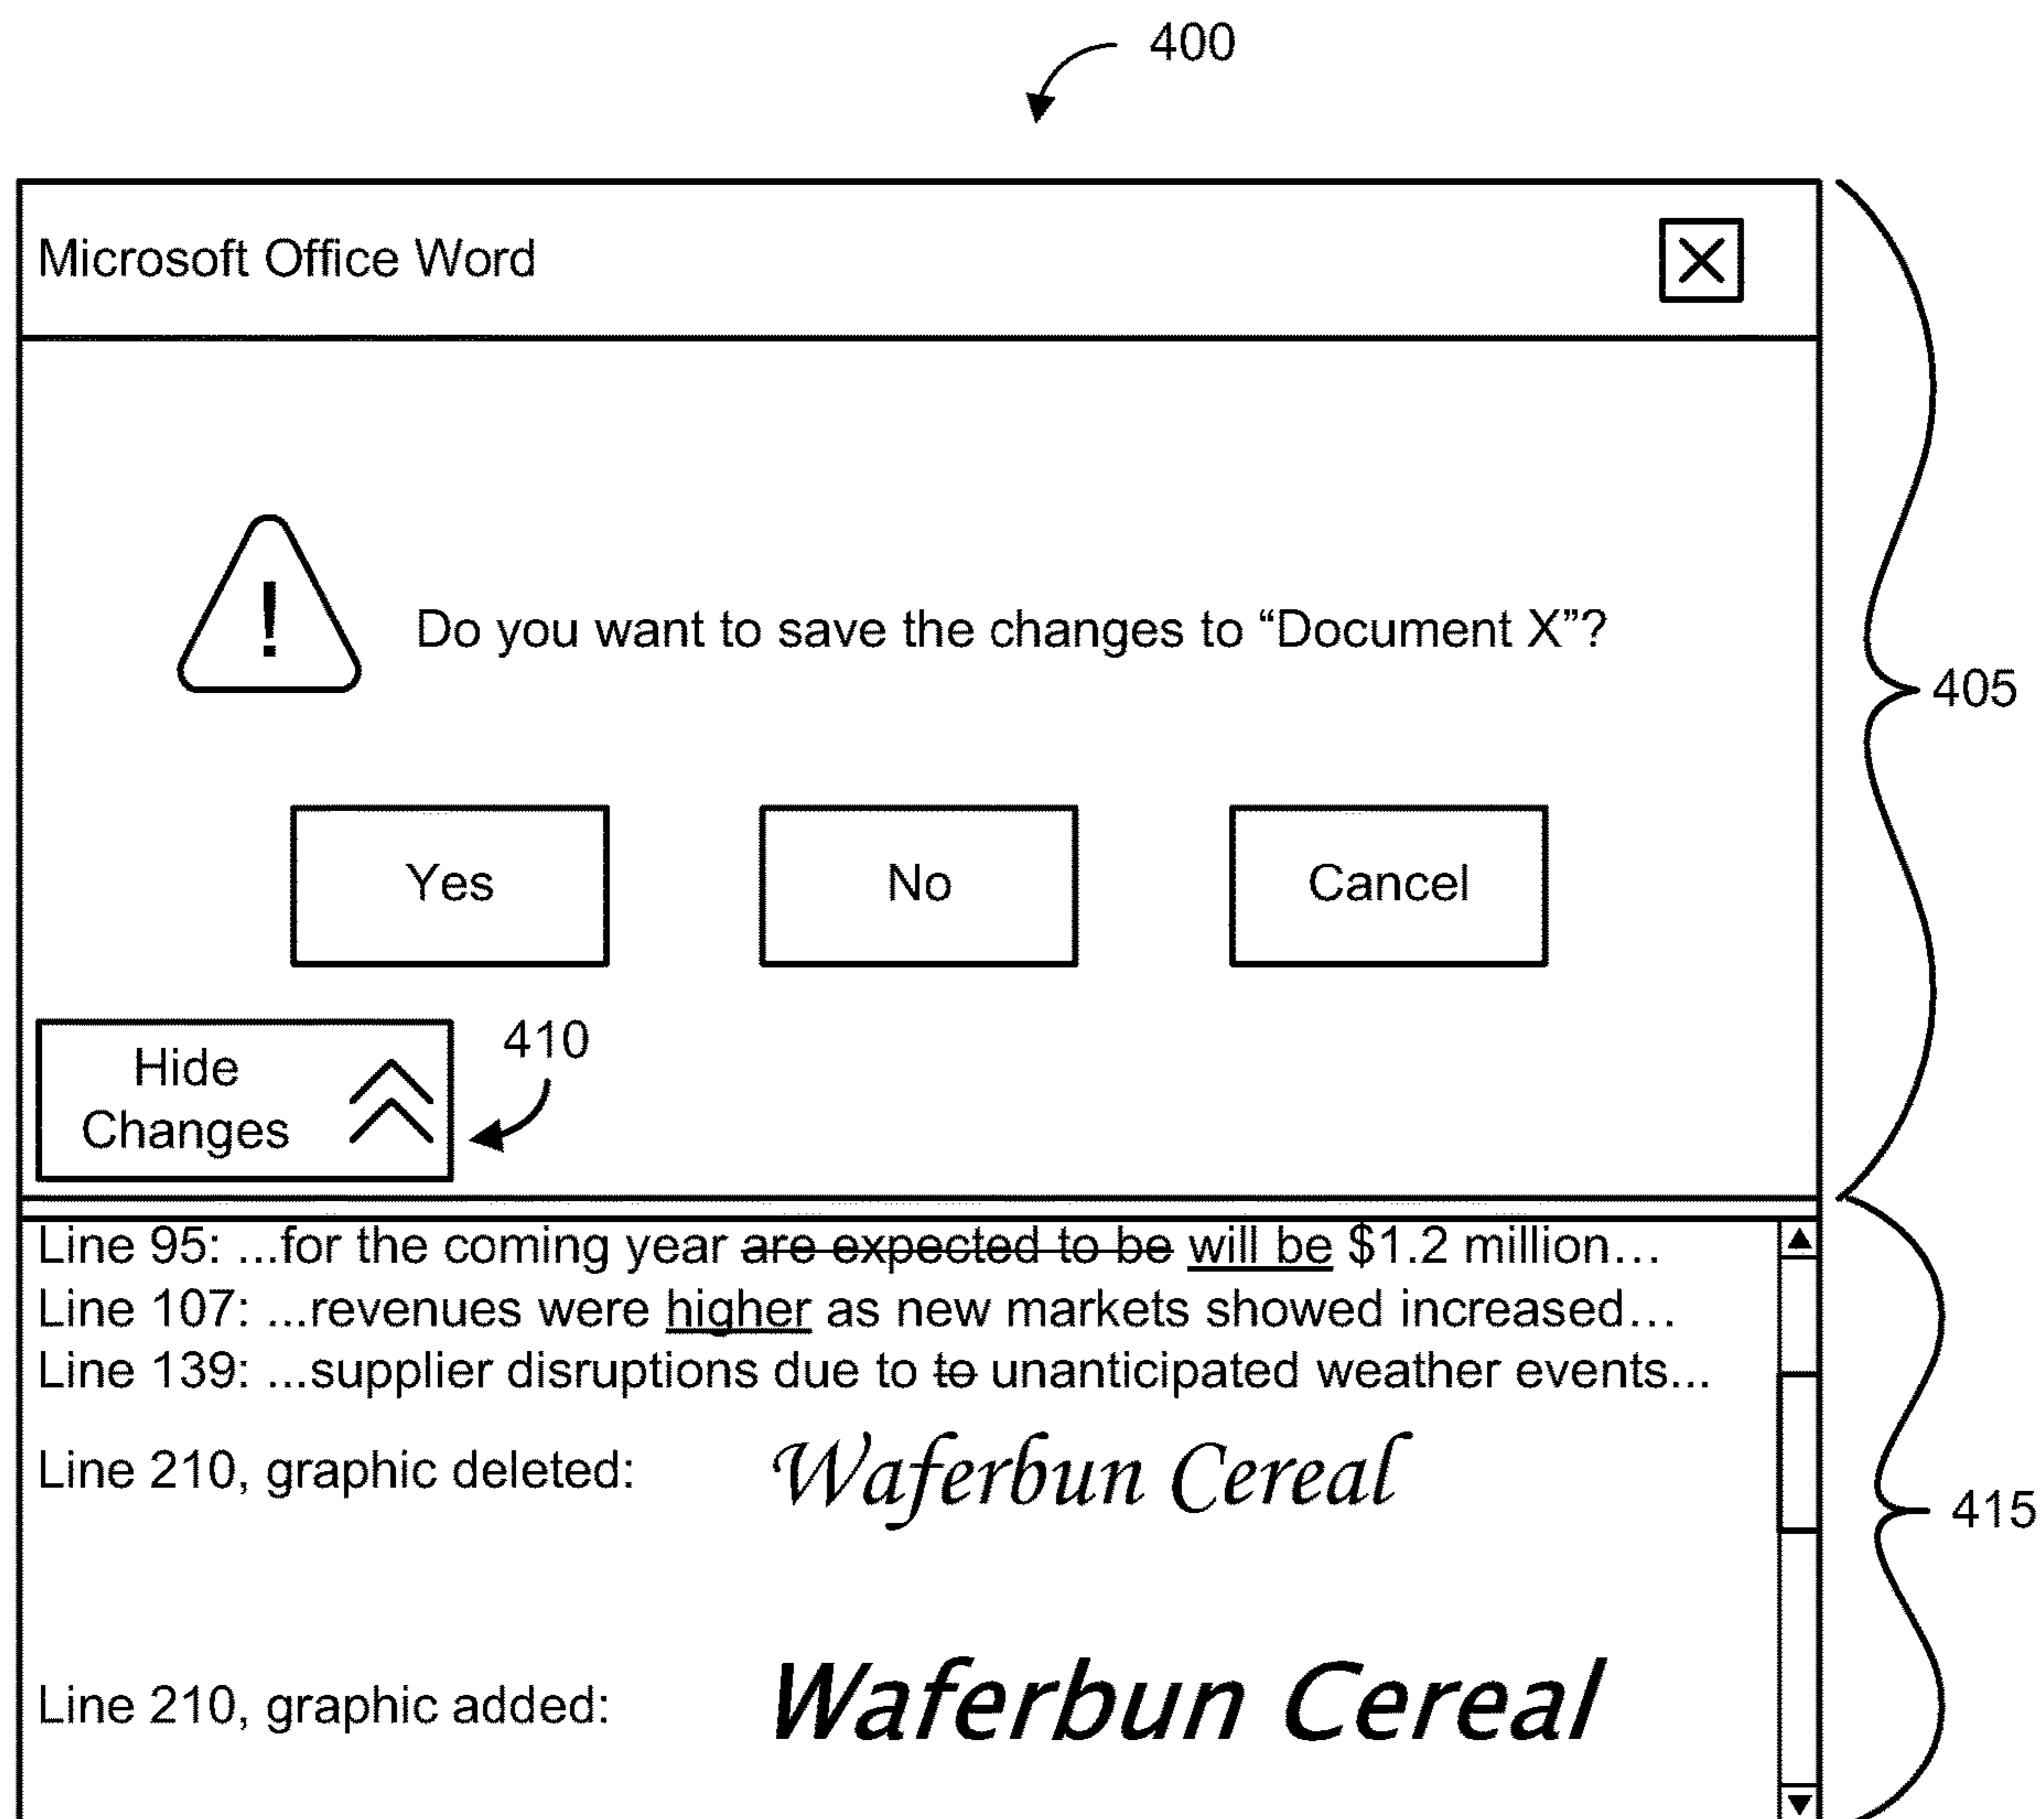 400
Microsoft Office Word
! Do you want to save the changes to “Document X”?
405
Yes No Cancel
Hide
Changes
410
Line 95: ...for the coming year are expected to be will be $1.2 million...
Line 107: ...revenues were higher as new markets showed increased...
Line 139: ...supplier disruptions due to to unanticipated weather events...
Line 210, graphic deleted: Waferbun Cereal
415
Line 210, graphic added: Waferbun Cereal